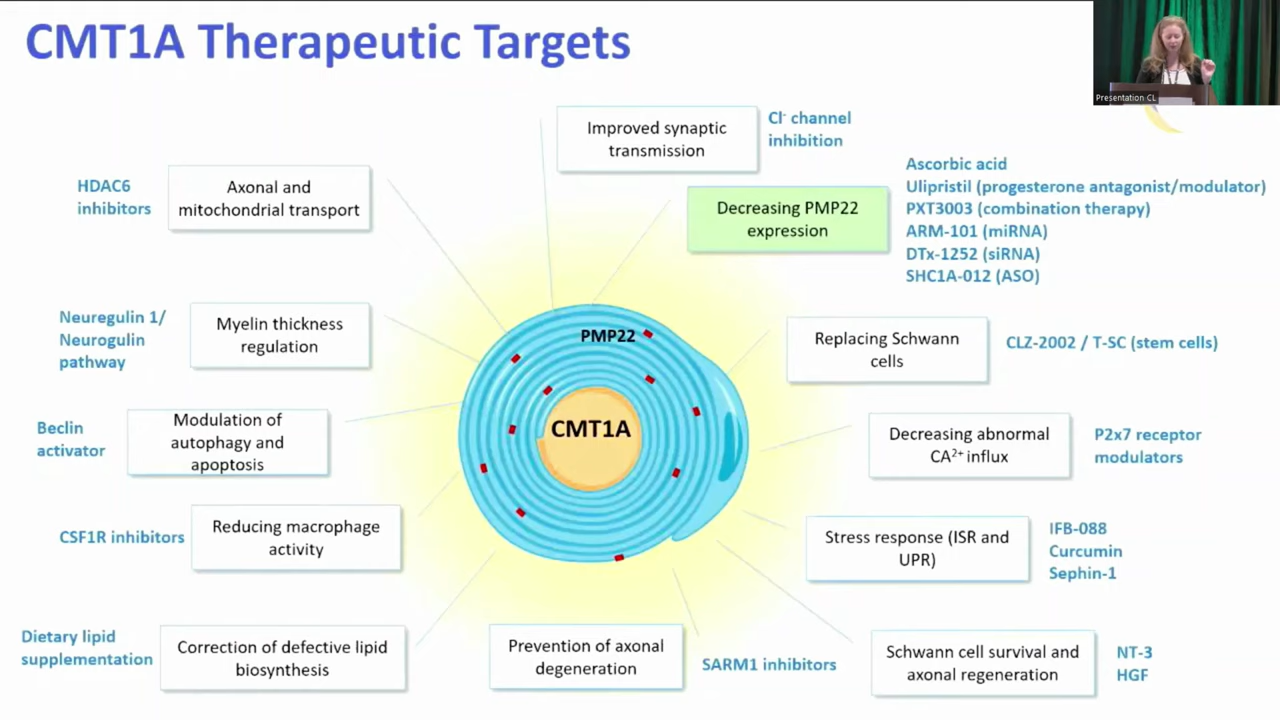 CMT1A Therapeutic Targets
Presentation CL
Improved synaptic
transmission
Cl⁻ channel
inhibition
HDAC6
inhibitors
Axonal and
mitochondrial transport
Decreasing PMP22
expression
Ascorbic acid
Ulipristil (progesterone antagonist/modulator)
PXT3003 (combination therapy)
ARM-101 (miRNA)
DTx-1252 (siRNA)
SHC1A-012 (ASO)
Neuregulin 1/
Neurogulin
pathway
Myelin thickness
regulation
PMP22
Replacing Schwann
cells
CLZ-2002 / T-SC (stem cells)
Beclin
activator
Modulation of
autophagy and
apoptosis
CMT1A
Decreasing abnormal
CA²⁺ influx
P2x7 receptor
modulators
CSF1R inhibitors
Reducing macrophage
activity
Stress response (ISR and
UPR)
IFB-088
Curcumin
Sephin-1
Dietary lipid
supplementation
Correction of defective lipid
biosynthesis
Prevention of axonal
degeneration
SARM1 inhibitors
Schwann cell survival and
axonal regeneration
NT-3
HGF